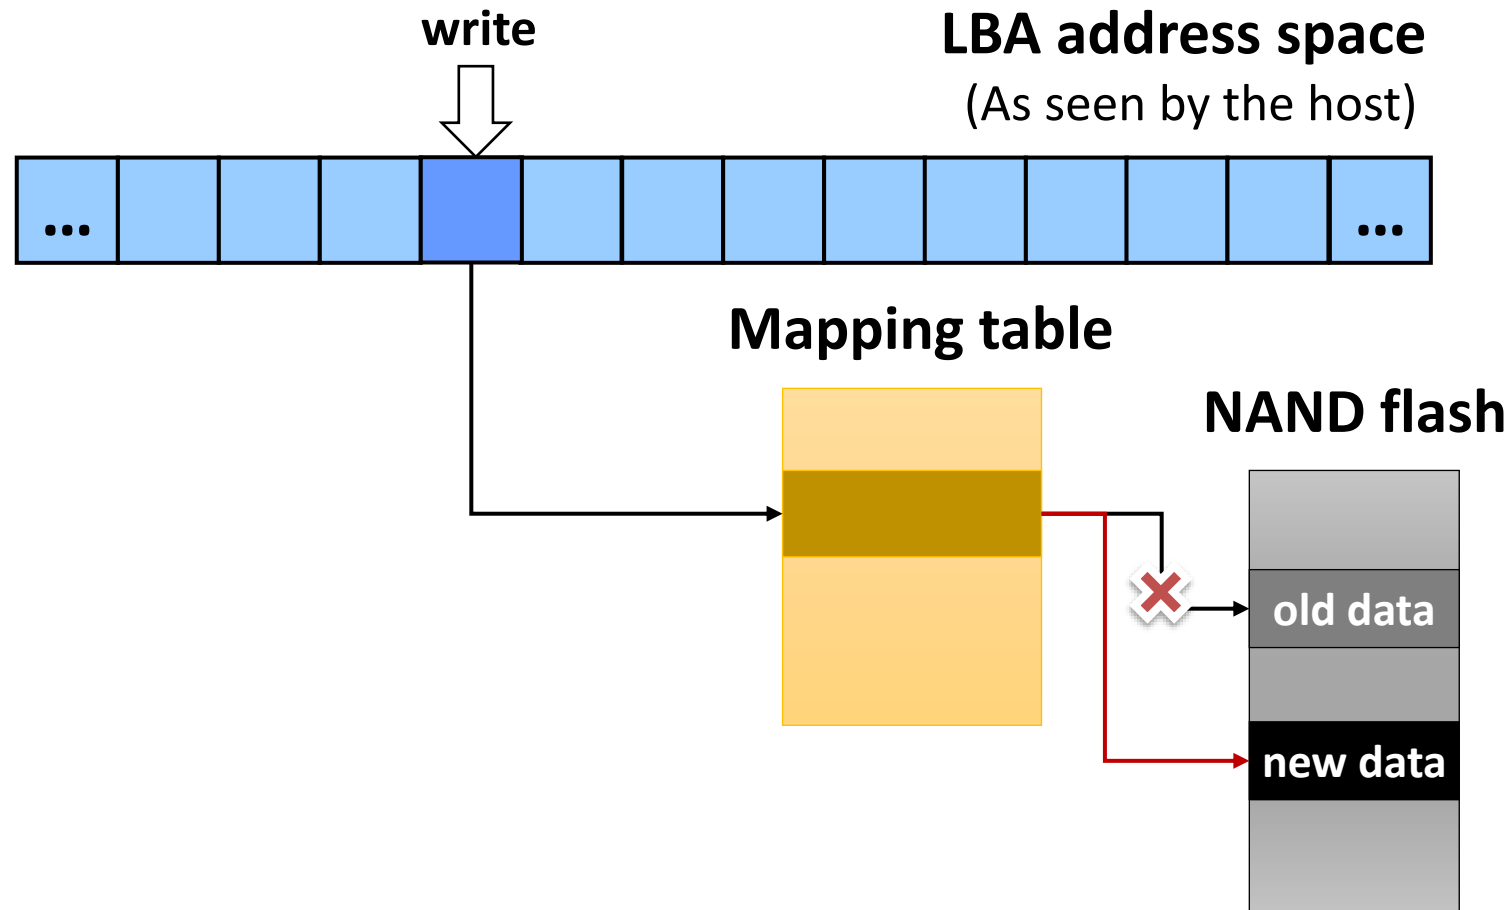 write
LBA address space
(As seen by the host)
...
...
Mapping table
NAND flash
old data
new data